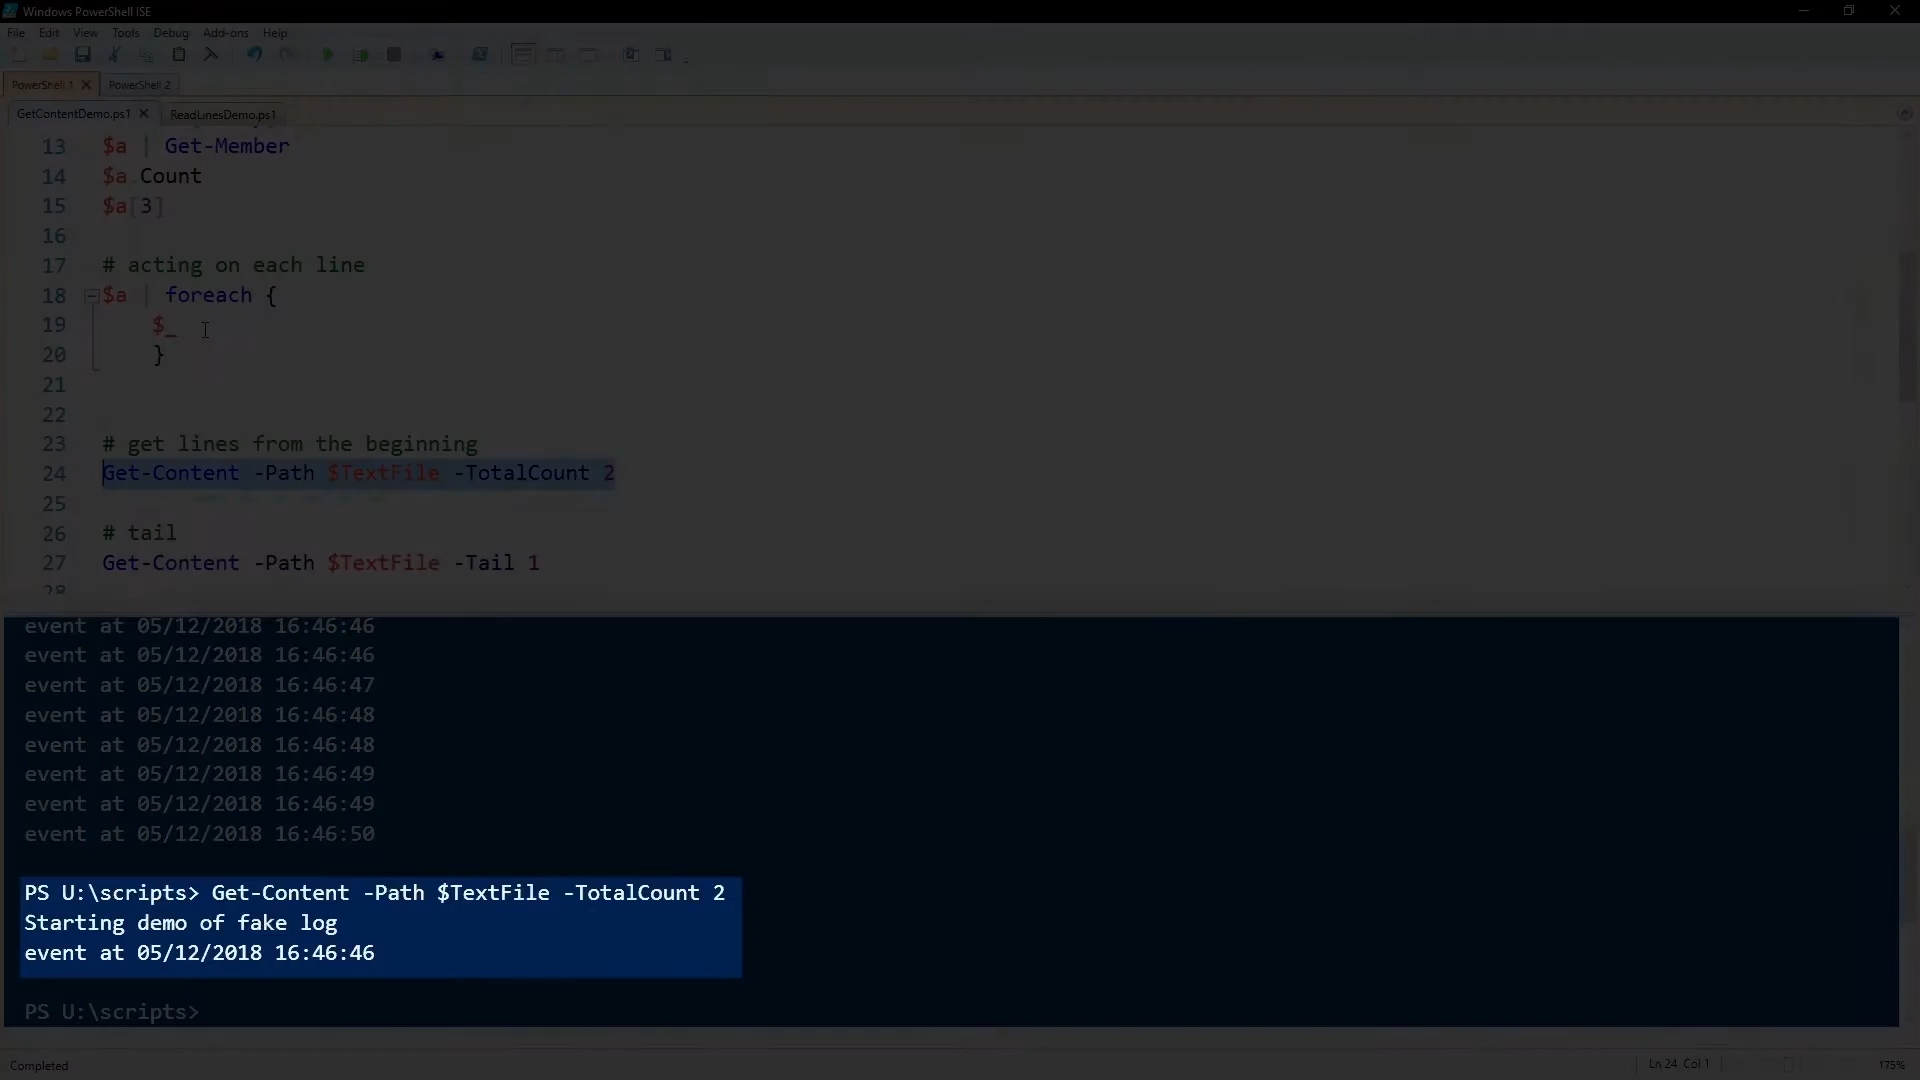 Windows PowerShell ISE
File Edit View Tools Debug Add-ons Help
PowerShell 1 PowerShell 2
GetContentDemo.ps1 ReadLinesDemo.ps1
13 $a | Get-Member
14 $a.Count
15 $a[3]
16
17 # acting on each line
18 $a | foreach {
19 $_
20 }
21
22
23 # get lines from the beginning
24 Get-Content -Path $TextFile -TotalCount 2
25
26 # tail
27 Get-Content -Path $TextFile -Tail 1
28
event at 05/12/2018 16:46:46
event at 05/12/2018 16:46:46
event at 05/12/2018 16:46:47
event at 05/12/2018 16:46:48
event at 05/12/2018 16:46:48
event at 05/12/2018 16:46:49
event at 05/12/2018 16:46:49
event at 05/12/2018 16:46:50
PS U:\scripts> Get-Content -Path $TextFile -TotalCount 2
Starting demo of fake log
event at 05/12/2018 16:46:46
PS U:\scripts>
Completed Ln 24 Col 1 175%